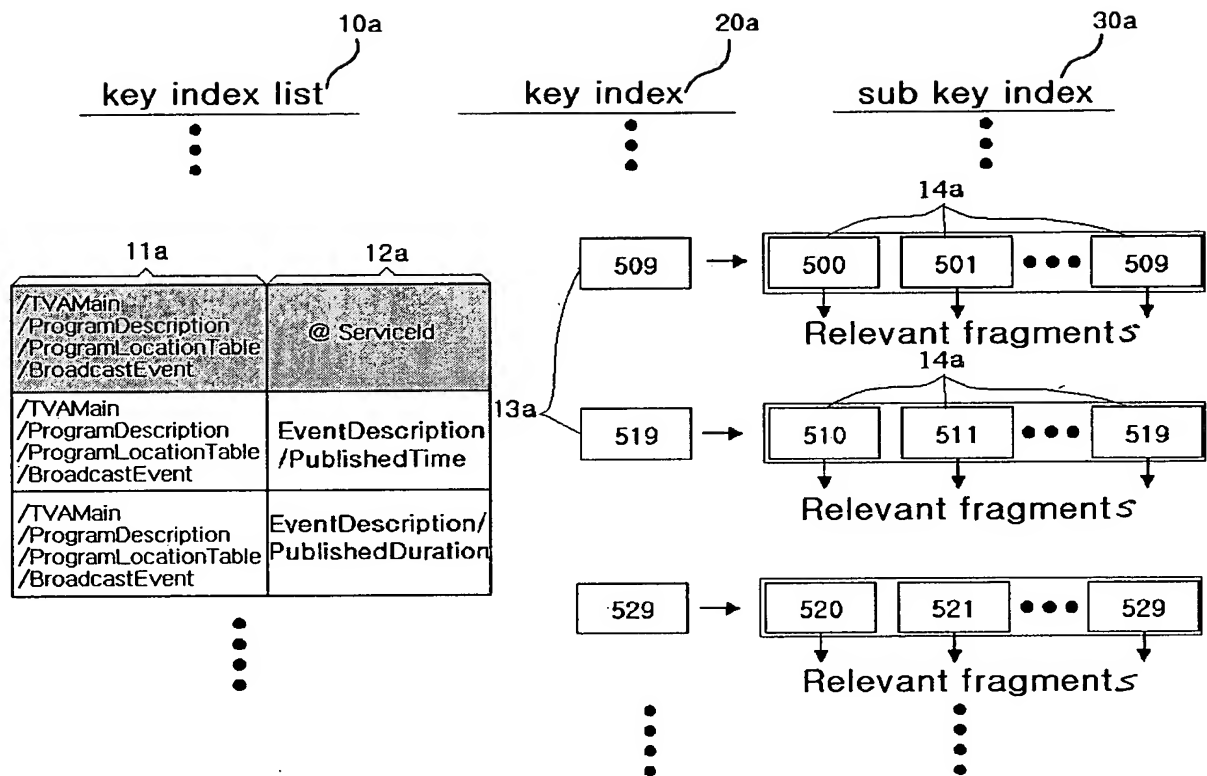 10a
20a
30a
key index list
key index
sub key index
11a
12a
/TVAMain
/ProgramDescription
/ProgramLocationTable
/BroadcastEvent
@ ServiceId
/TVAMain
/ProgramDescription
/ProgramLocationTable
/BroadcastEvent
EventDescription
/PublishedTime
/TVAMain
/ProgramDescription
/ProgramLocationTable
/BroadcastEvent
EventDescription/
PublishedDuration
13a
14a
509
500
501
509
Relevant fragments
14a
519
510
511
519
Relevant fragments
529
520
521
529
Relevant fragments